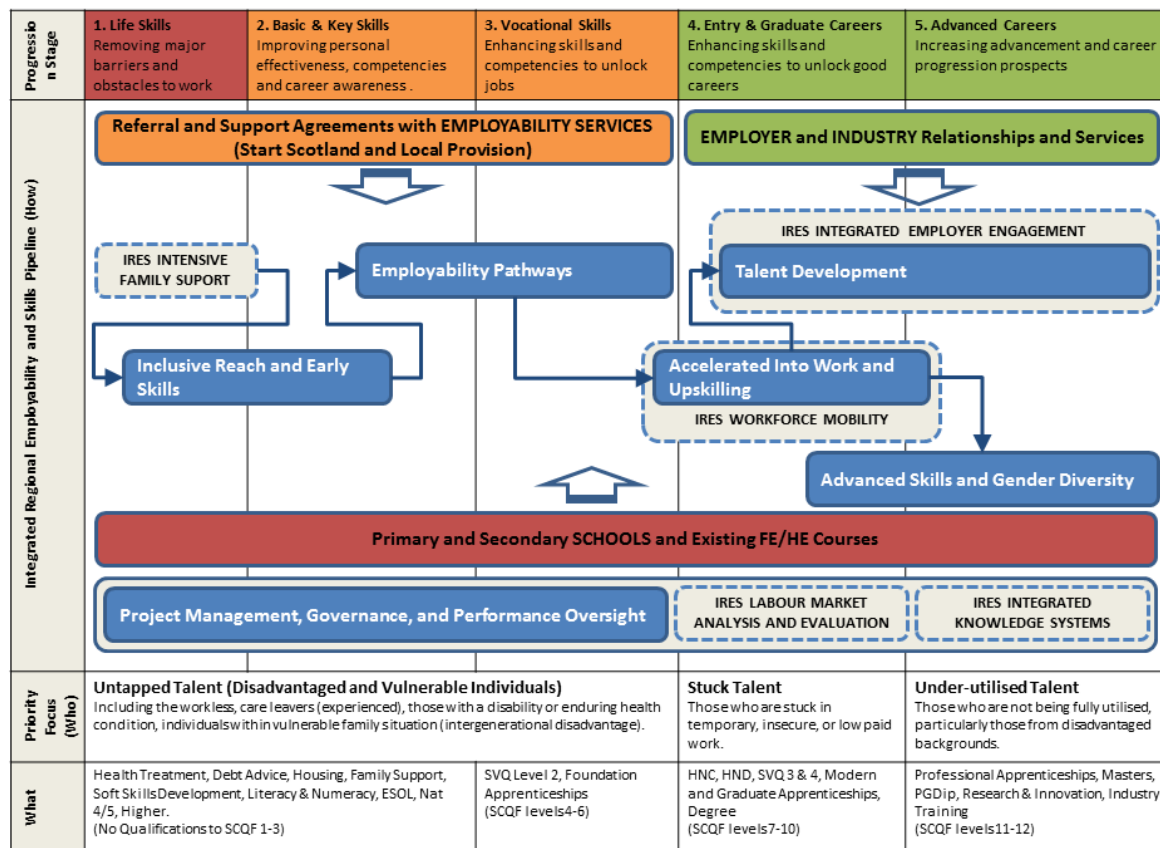 Progressio
n Stage
1. Life Skills
Removing major
barriers and
obstacles to work
2. Basic & Key Skills
Improving personal
effectiveness, competencies
and career awareness .
3. Vocational Skills
Enhancing skills and
competencies to unlock
jobs
4. Entry & Graduate Careers
Enhancing skills and
competencies to unlock good
careers
5. Advanced Careers
Increasing advancement and career
progression prospects
Integrated Regional Employability and Skills Pipeline (How)
Referral and Support Agreements with EMPLOYABILITY SERVICES
(Start Scotland and Local Provision)
EMPLOYER and INDUSTRY Relationships and Services
IRES INTENSIVE
FAMILY SUPORT
Employability Pathways
IRES INTEGRATED EMPLOYER ENGAGEMENT
Talent Development
Inclusive Reach and Early
Skills
Accelerated Into Work and
Upskilling
IRES WORKFORCE MOBILITY
Advanced Skills and Gender Diversity
Primary and Secondary SCHOOLS and Existing FE/HE Courses
Project Management, Governance, and Performance Oversight
IRES LABOUR MARKET
ANALYSIS AND EVALUATION
IRES INTEGRATED
KNOWLEDGE SYSTEMS
Priority
Focus
(Who)
Untapped Talent (Disadvantaged and Vulnerable Individuals)
Including the workless, care leavers (experienced), those with a disability or enduring health
condition, individuals within vulnerable family situation (intergenerational disadvantage).
Stuck Talent
Those who are stuck in
temporary, insecure, or low paid
work.
Under-utilised Talent
Those who are not being fully utilised,
particularly those from disadvantaged
backgrounds.
What
Health Treatment, Debt Advice, Housing, Family Support,
Soft Skills Development, Literacy & Numeracy, ESOL, Nat
4/5, Higher.
(No Qualifications to SCQF 1-3)
SVQ Level 2, Foundation
Apprenticeships
(SCQF levels4-6)
HNC, HND, SVQ 3 & 4, Modern
and Graduate Apprenticeships,
Degree
(SCQF levels7-10)
Professional Apprenticeships, Masters,
PGDip, Research & Innovation, Industry
Training
(SCQF levels11-12)